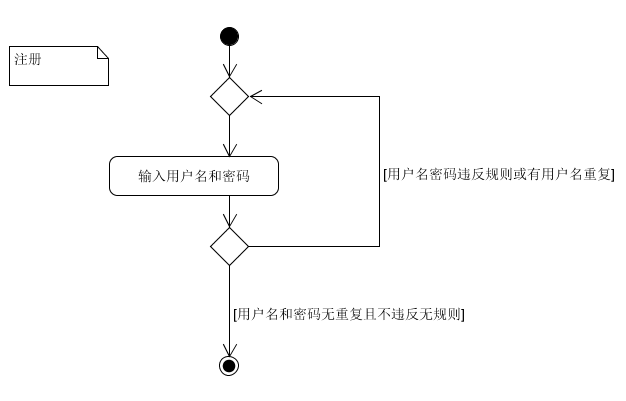 注册
输入用户名和密码
[用户名密码违反规则或有用户名重复]
[用户名和密码无重复且不违反无规则]